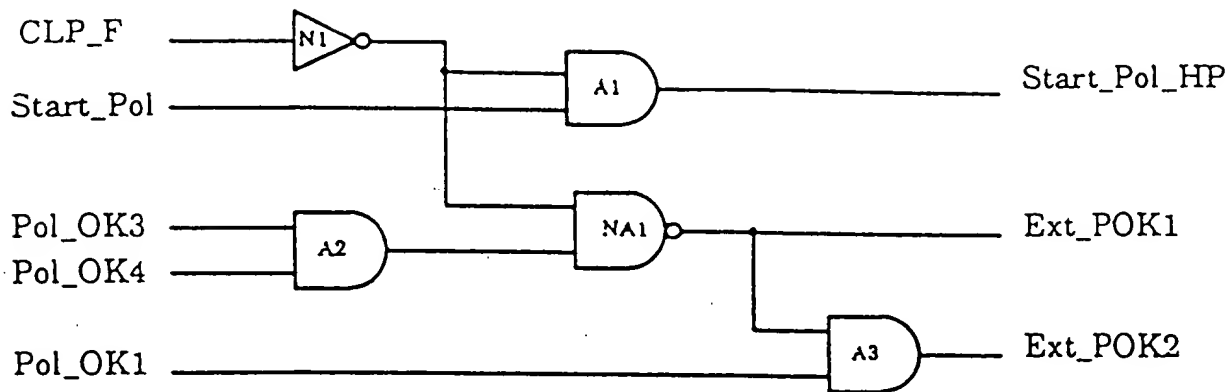 CLP_F
N1
Start_Pol
A1
Start_Pol_HP
Pol_OK3
Pol_OK4
A2
NA1
Ext_POK1
Pol_OK1
A3
Ext_POK2